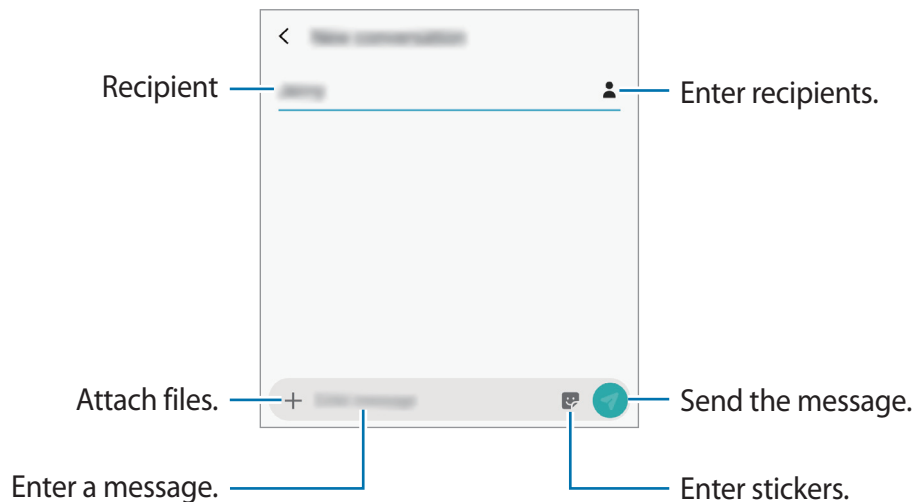 Recipient
Enter recipients.
Attach files.
Send the message.
Enter a message.
Enter stickers.